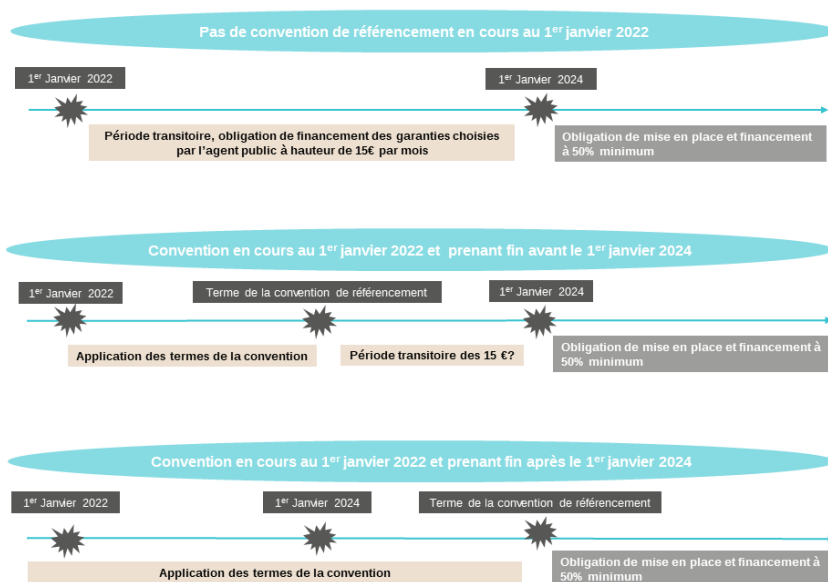 Pas de convention de référencement en cours au 1er janvier 2022
1er Janvier 2022
1er Janvier 2024
Période transitoire, obligation de financement des garanties choisies
par l'agent public à hauteur de 15€ par mois
Obligation de mise en place et financement
à 50% minimum
Convention en cours au 1er janvier 2022 et prenant fin avant le 1er janvier 2024
1er Janvier 2022
Terme de la convention de référencement
1er Janvier 2024
Application des termes de la convention
Période transitoire des 15 €?
Obligation de mise en place et financement à
50% minimum
Convention en cours au 1er janvier 2022 et prenant fin après le 1er janvier 2024
1er Janvier 2022
1er Janvier 2024
Terme de la convention de référencement
Application des termes de la convention
Obligation de mise en place et financement à
50% minimum